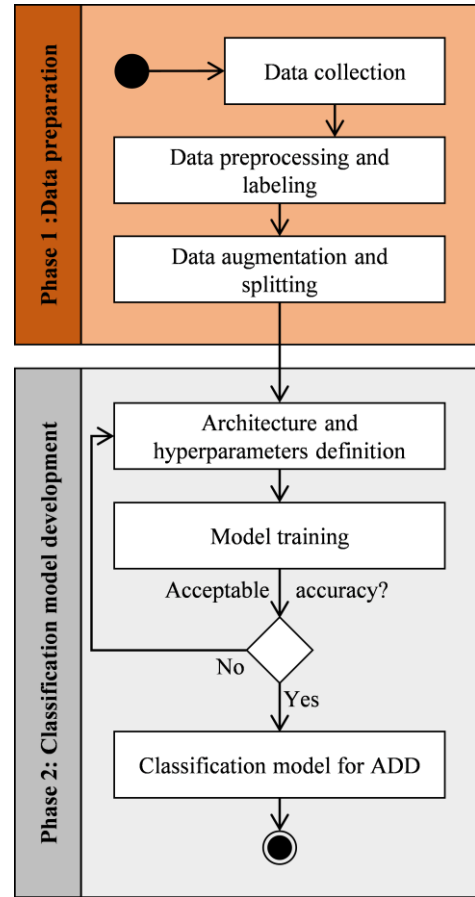 Phase 1 :Data preparation
Data collection
Data preprocessing and
labeling
Data augmentation and
splitting
Phase 2: Classification model development
Architecture and
hyperparameters definition
Model training
Acceptable accuracy?
No
Yes
Classification model for ADD